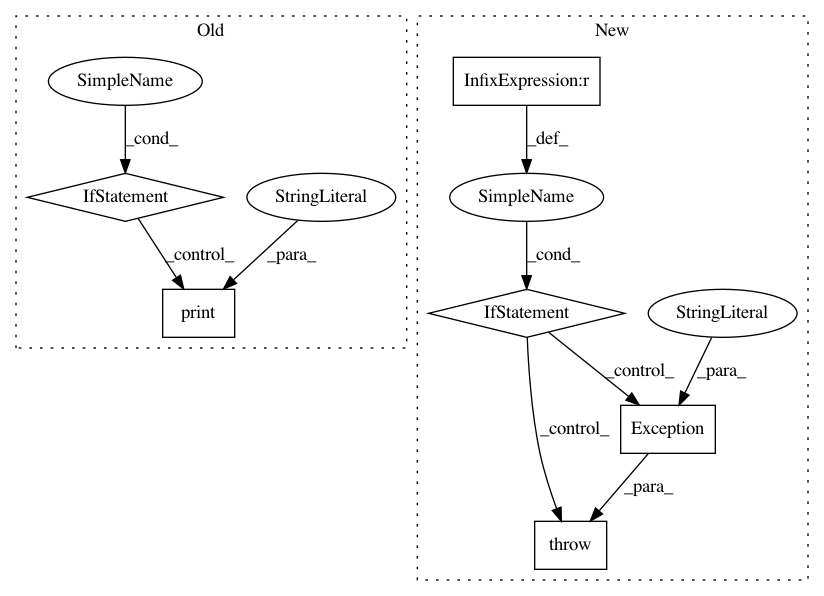 Old
New
SimpleName
InfixExpression:r
_cond_
_def_
IfStatement
StringLiteral
SimpleName
_control_
_para_
_cond_
print
IfStatement
StringLiteral
_control_
_para_
_control_
Exception
_para_
throw